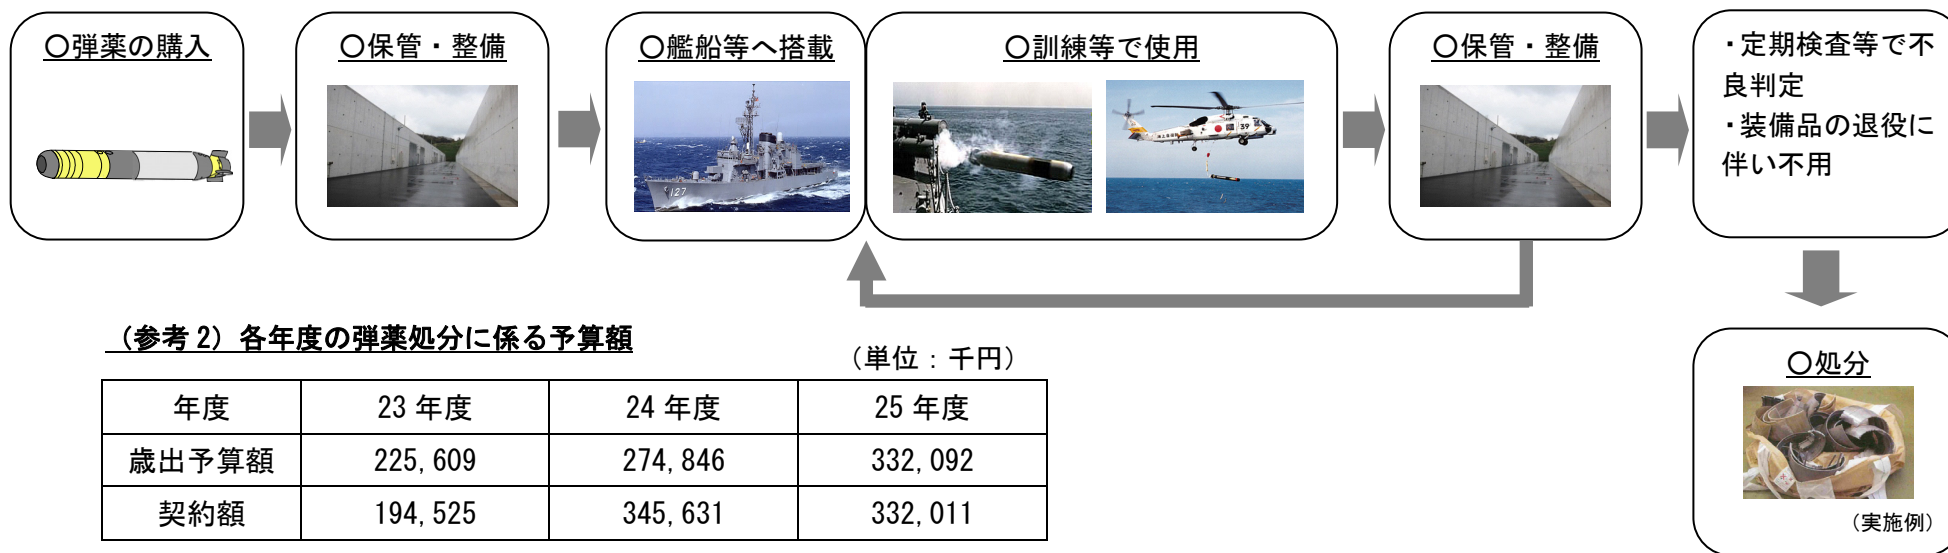 ○弾薬の購入
○保管・整備
○艦船等へ搭載
○訓練等で使用
○保管・整備
・定期検査等で不
良判定
・装備品の退役に
伴い不用
127
39
（参考 2）各年度の弾薬処分に係る予算額
（単位：千円）
年度 23 年度 24 年度 25 年度
歳出予算額 225,609 274,846 332,092
契約額 194,525 345,631 332,011
○処分
（実施例）